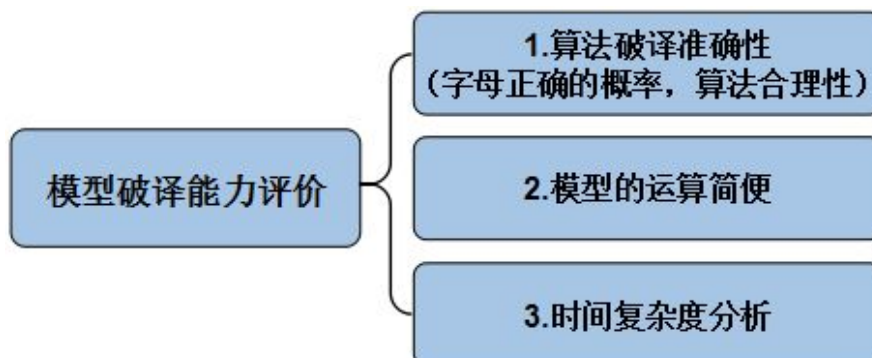 模型破译能力评价
1.算法破译准确性
（字母正确的概率，算法合理性）
2.模型的运算简便
3.时间复杂度分析